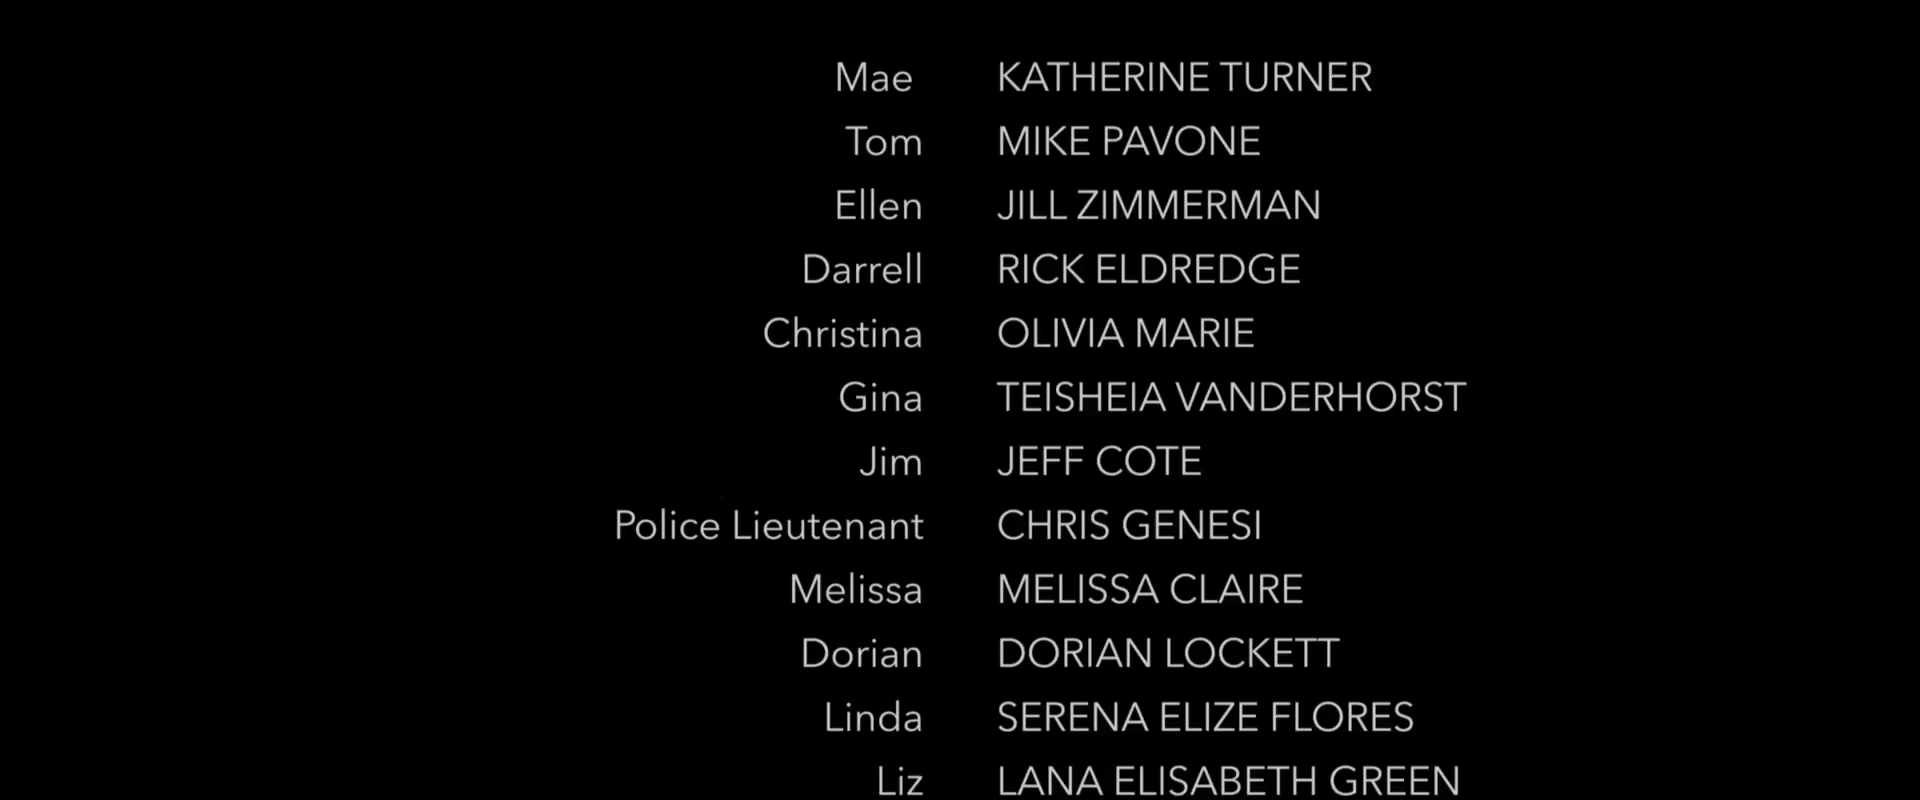 Mae KATHERINE TURNER
Tom MIKE PAVONE
Ellen JILL ZIMMERMAN
Darrell RICK ELDREDGE
Christina OLIVIA MARIE
Gina TEISHEIA VANDERHORST
Jim JEFF COTE
Police Lieutenant CHRIS GENESI
Melissa MELISSA CLAIRE
Dorian DORIAN LOCKETT
Linda SERENA ELIZE FLORES
Liz LANA ELISABETH GREEN